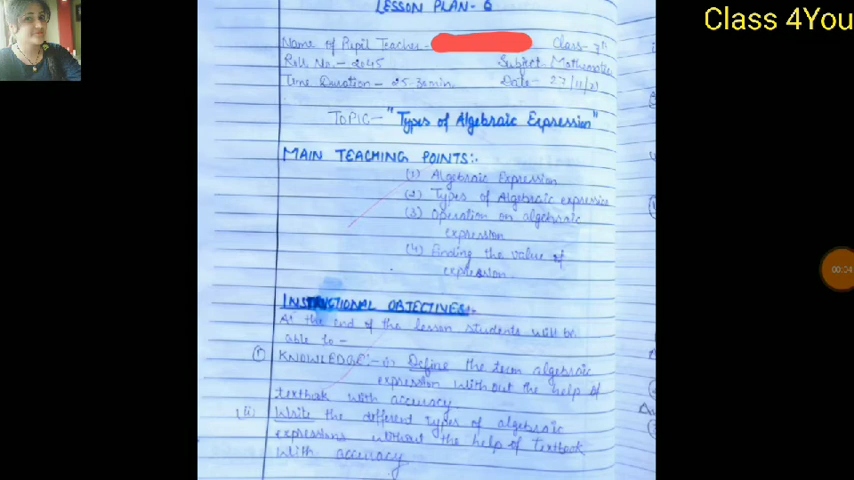 Class 4You
LESSON PLAN- 6
Name of Pupil Teacher- Class- 7th
Roll No.- 2045 Subject- Mathematics
Time Duration- 25-30min Date- 27/11/21
TOPIC- "Types of Algebraic Expression"
MAIN TEACHING POINTS:-
(1) Algebraic Expression
(2) Types of Algebraic expression
(3) Operation on algebraic
expression
(4) Finding the value of
expression
INSTRUCTIONAL OBJECTIVES:-
At the end of the lesson students will be
able to-
(i) KNOWLEDGE:- Define the term algebraic
expression without the help of
textbook with accuracy
(ii) Write the different types of algebraic
expressions without the help of textbook
with accuracy
00:04